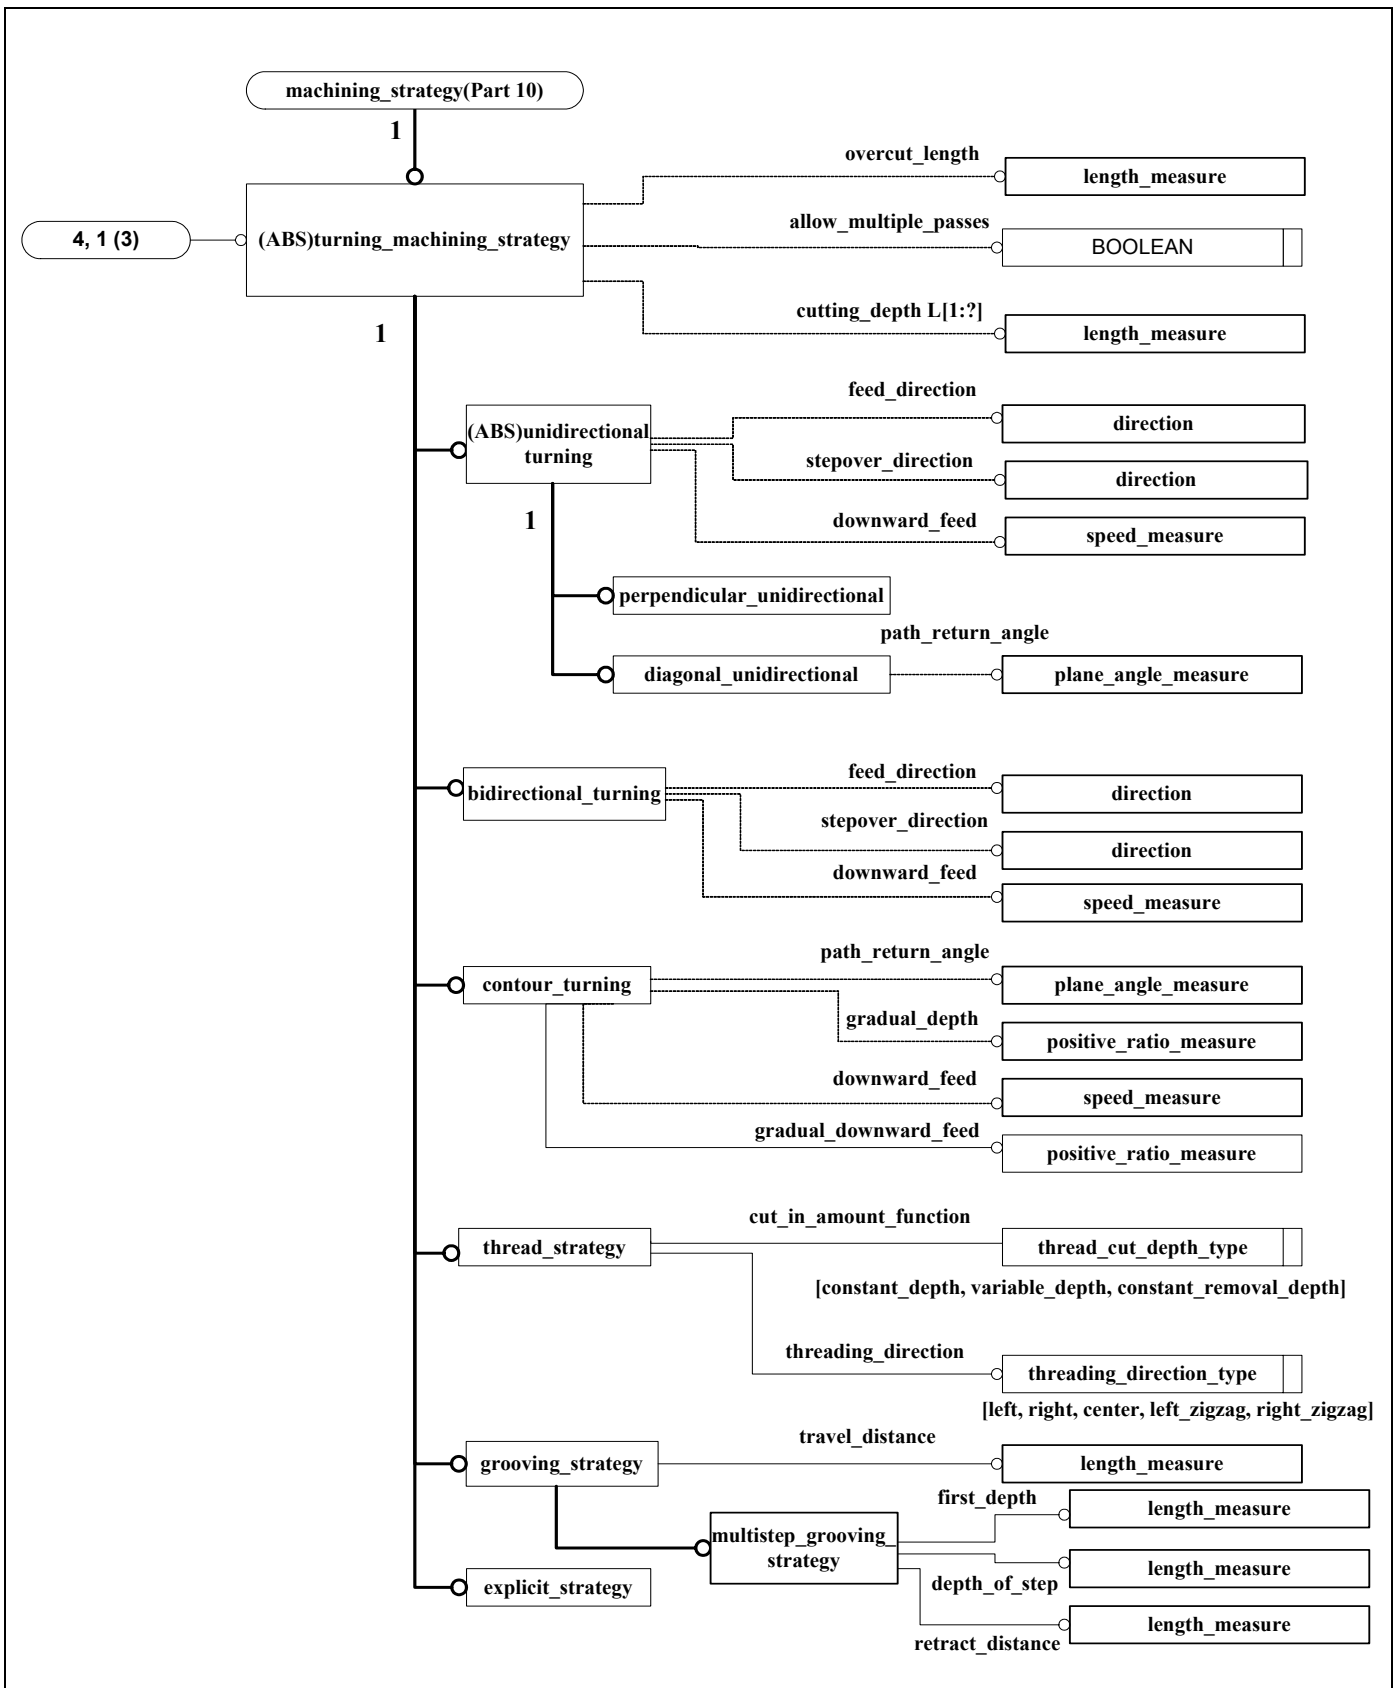 machining_strategy(Part 10)
1
overcut_length
length_measure
4, 1 (3)
(ABS)turning_machining_strategy
allow_multiple_passes
BOOLEAN
cutting_depth L[1:?]
length_measure
1
feed_direction
(ABS)unidirectional
turning
direction
stepover_direction
direction
1
downward_feed
speed_measure
perpendicular_unidirectional
path_return_angle
diagonal_unidirectional
plane_angle_measure
feed_direction
bidirectional_turning
direction
stepover_direction
direction
downward_feed
speed_measure
path_return_angle
contour_turning
plane_angle_measure
gradual_depth
positive_ratio_measure
downward_feed
speed_measure
gradual_downward_feed
positive_ratio_measure
cut_in_amount_function
thread_strategy
thread_cut_depth_type
[constant_depth, variable_depth, constant_removal_depth]
threading_direction
threading_direction_type
[left, right, center, left_zigzag, right_zigzag]
travel_distance
grooving_strategy
length_measure
first_depth
length_measure
multistep_grooving_
strategy
length_measure
depth_of_step
explicit_strategy
length_measure
retract_distance